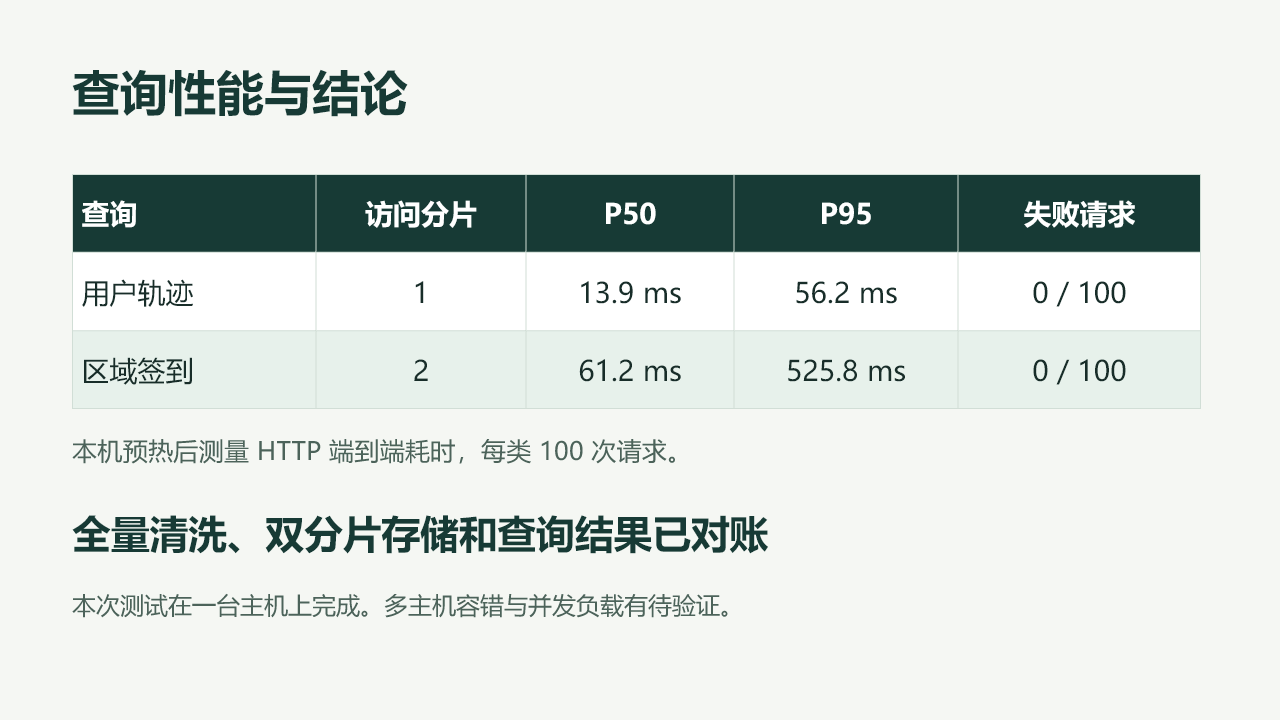 查询性能与结论
查询 访问分片 P50 P95 失败请求
用户轨迹 1 13.9 ms 56.2 ms 0 / 100
区域签到 2 61.2 ms 525.8 ms 0 / 100
本机预热后测量 HTTP 端到端耗时，每类 100 次请求。
全量清洗、双分片存储和查询结果已对账
本次测试在一台主机上完成。多主机容错与并发负载有待验证。